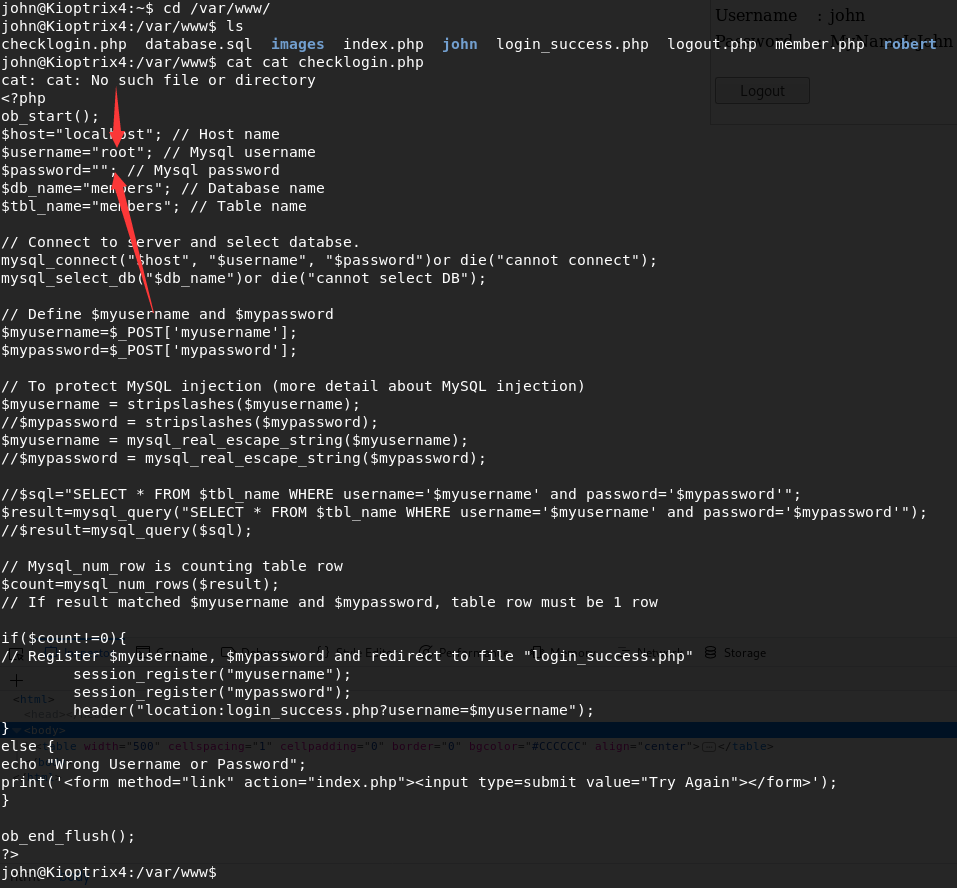 john@Kioptrix4:~$ cd /var/www/
john@Kioptrix4:/var/www$ ls
checklogin.php  database.sql  images  index.php  john  login_success.php  logout.php  member.php  robert
john@Kioptrix4:/var/www$ cat cat checklogin.php
cat: cat: No such file or directory
<?php
ob_start();
$host="localhost"; // Host name
$username="root"; // Mysql username
$password=""; // Mysql password
$db_name="members"; // Database name
$tbl_name="members"; // Table name

// Connect to server and select databse.
mysql_connect("$host", "$username", "$password")or die("cannot connect");
mysql_select_db("$db_name")or die("cannot select DB");

// Define $myusername and $mypassword
$myusername=$_POST['myusername'];
$mypassword=$_POST['mypassword'];

// To protect MySQL injection (more detail about MySQL injection)
$myusername = stripslashes($myusername);
//$mypassword = stripslashes($mypassword);
$myusername = mysql_real_escape_string($myusername);
//$mypassword = mysql_real_escape_string($mypassword);

//$sql="SELECT * FROM $tbl_name WHERE username='$myusername' and password='$mypassword'";
$result=mysql_query("SELECT * FROM $tbl_name WHERE username='$myusername' and password='$mypassword'");
//$result=mysql_query($sql);

// Mysql_num_row is counting table row
$count=mysql_num_rows($result);
// If result matched $myusername and $mypassword, table row must be 1 row

if($count!=0){
// Register $myusername, $mypassword and redirect to file "login_success.php"
        session_register("myusername");
        session_register("mypassword");
        header("location:login_success.php?username=$myusername");
}
else {
echo "Wrong Username or Password";
print('<form method="link" action="index.php"><input type=submit value="Try Again"></form>');
}

ob_end_flush();
?>
john@Kioptrix4:/var/www$
Username : john
Password : MyNameIsJohn
Logout
Storage
<html>
<head>
<body>
<table width="500" cellspacing="1" cellpadding="0" border="0" bgcolor="#CCCCCC" align="center"></table>